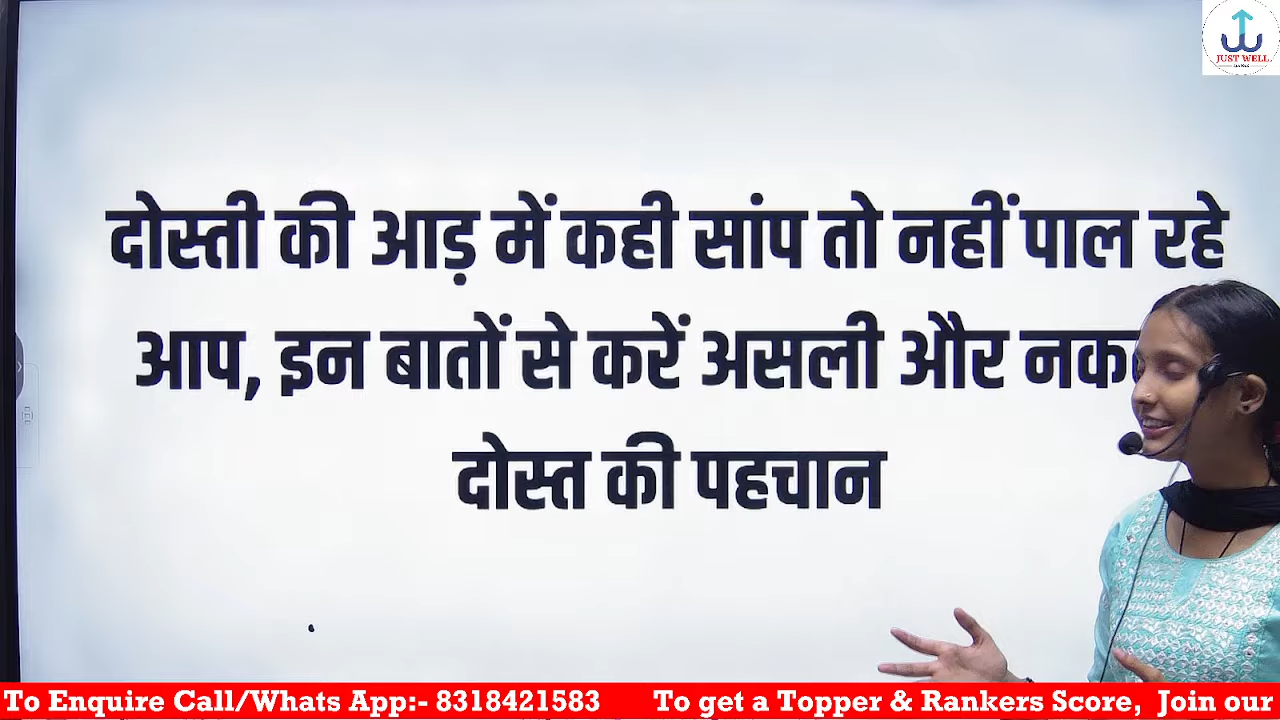 JUST WELL
दोस्ती की आड़ में कही सांप तो नहीं पाल रहे
आप, इन बातों से करें असली और
दोस्त की पहचान
To Enquire Call/Whats App:- 8318421583 To get a Topper & Rankers Score, Join our